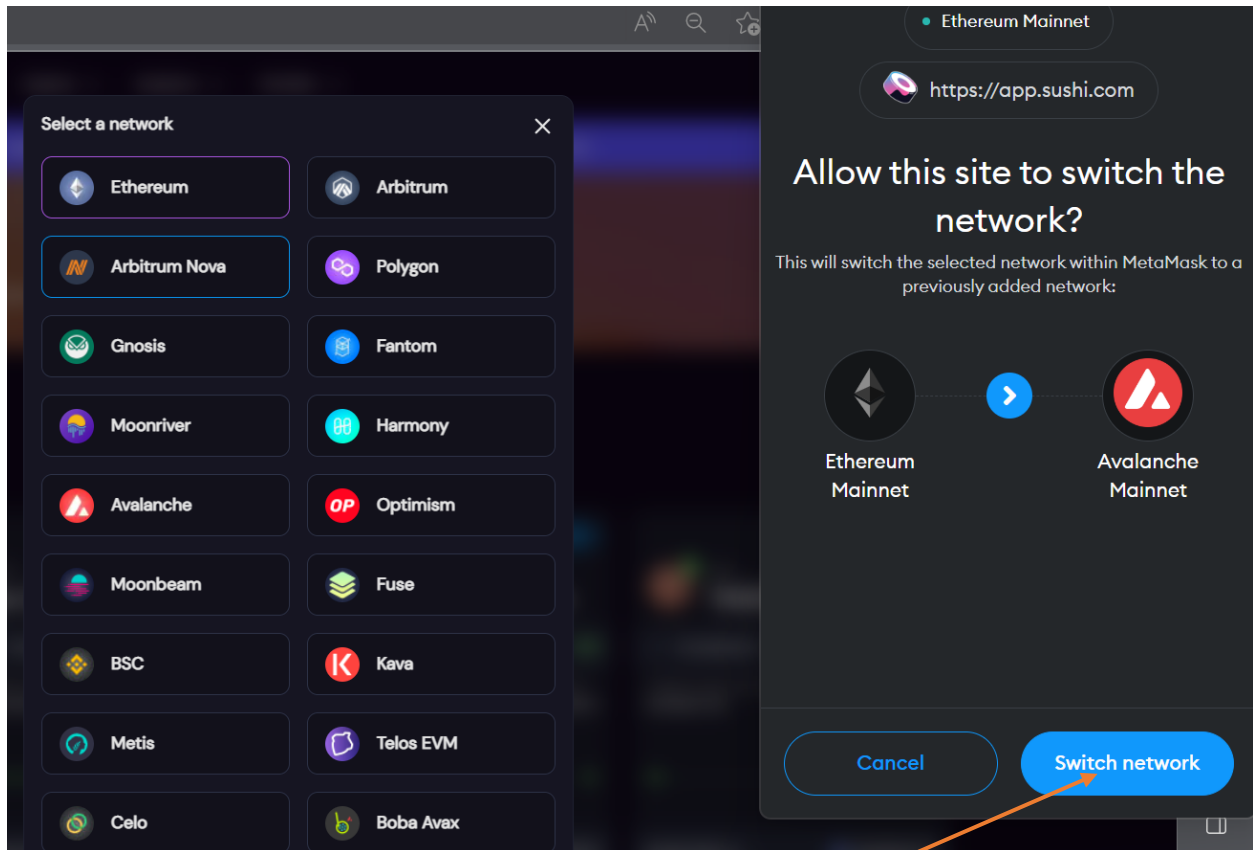 Select a network
Ethereum
Arbitrum
Arbitrum Nova
Polygon
Gnosis
Fantom
Moonriver
Harmony
Avalanche
OP
Optimism
Moonbeam
Fuse
BSC
Kava
Metis
Telos EVM
Celo
Boba Avax
Ethereum Mainnet
https://app.sushi.com
Allow this site to switch the
network?
This will switch the selected network within MetaMask to a
previously added network:
Ethereum
Mainnet
Avalanche
Mainnet
Cancel
Switch network